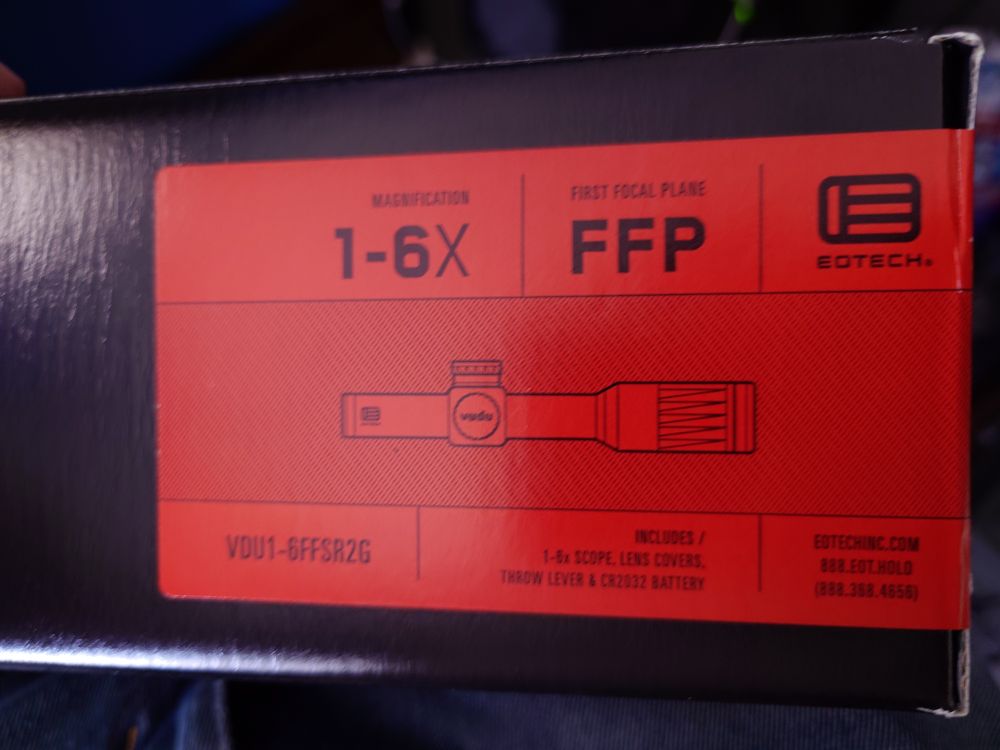 MAGNIFICATION
1-6X
FIRST FOCAL PLANE
FFP
EOTECH®
vudu
VDU1-6FFSR2G
INCLUDES /
1-6x SCOPE, LENS COVERS,
THROW LEVER & CR2032 BATTERY
EOTECHINC.COM
888.EOT.HOLD
(888.368.4656)